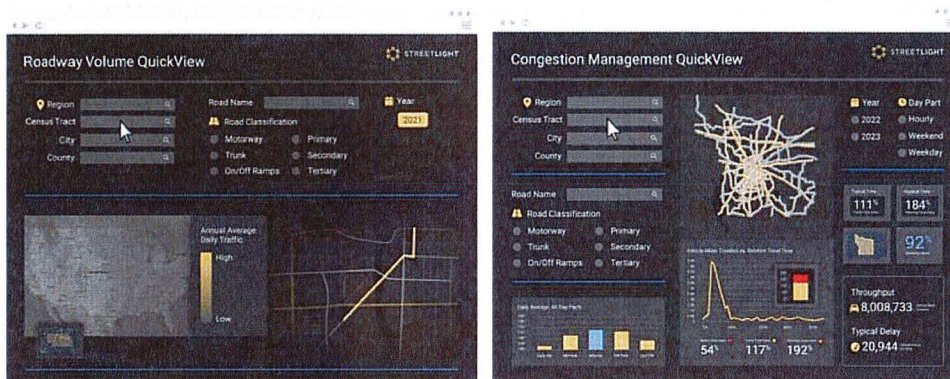 Roadway Volume QuickView
STREETLIGHT
Region
Census Tract
City
County
Road Name
Road Classification
Motorway
Primary
Trunk
Secondary
On/Off Ramps
Tertiary
Year
2021
Annual Average
Daily Traffic
High
Low
Congestion Management QuickView
STREETLIGHT
Region
Census Tract
City
County
Year
2022
2023
Day Part
Hourly
Weekend
Weekday
Road Name
Road Classification
Motorway
Primary
Trunk
Secondary
On/Off Ramps
Tertiary
111%
184%
92%
54%
117%
192%
Throughput
8,008,733
Typical Delay
20,944